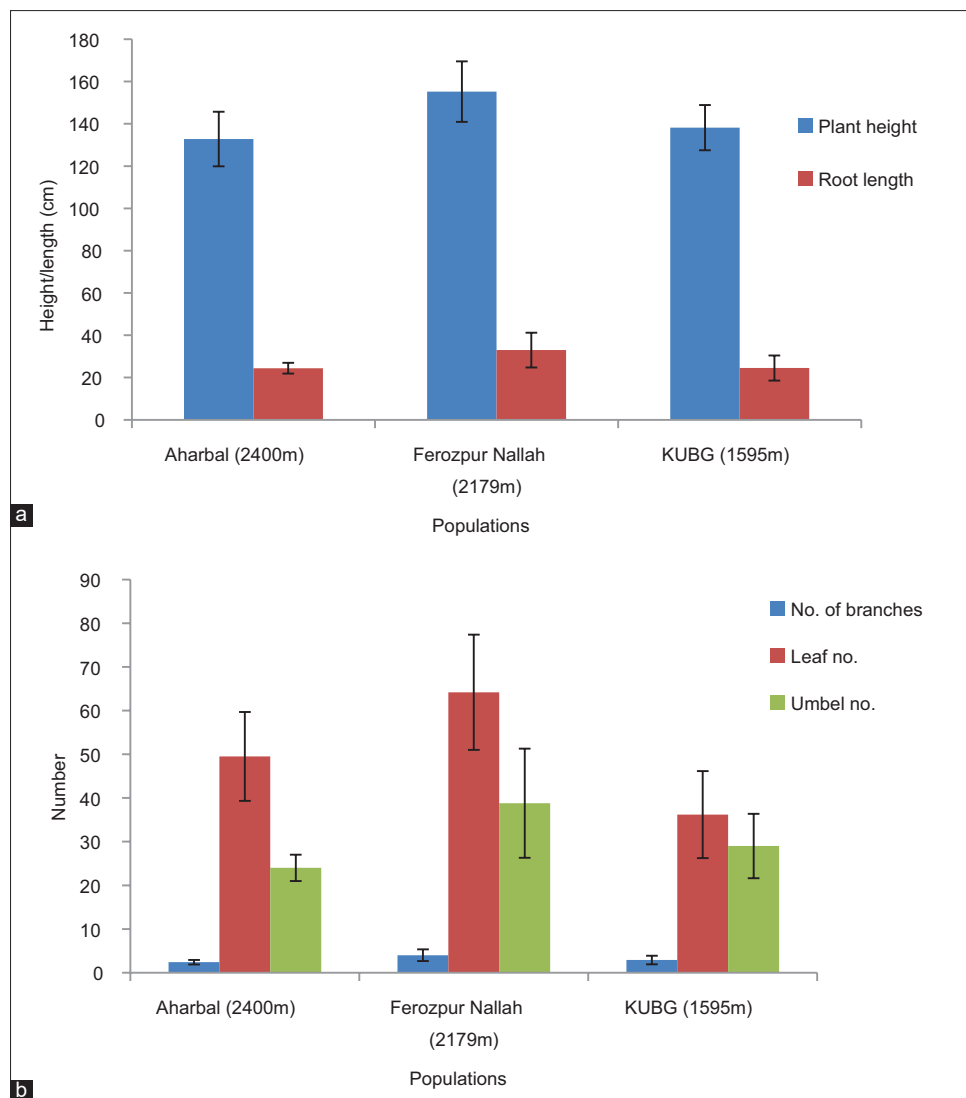 180
160
140
120
100
80
60
40
20
0
Height/length (cm)
Plant height
Root length
Aharbal (2400m)
Ferozpur Nallah
(2179m)
KUBG (1595m)
Populations
a
90
80
70
60
50
40
30
20
10
0
Number
No. of branches
Leaf no.
Umbel no.
Aharbal (2400m)
Ferozpur Nallah
(2179m)
KUBG (1595m)
Populations
b